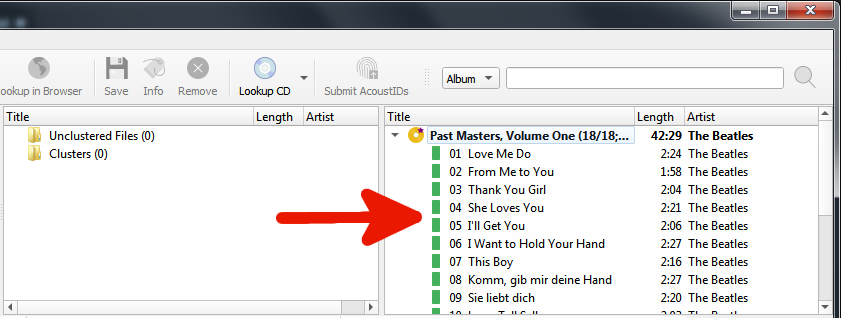 ookup in Browser Save Info Remove Lookup CD Submit AcoustIDs Album
Title Length Artist
Unclustered Files (0)
Clusters (0)
Title Length Artist
Past Masters, Volume One (18/18;... 42:29 The Beatles
01 Love Me Do 2:24 The Beatles
02 From Me to You 1:58 The Beatles
03 Thank You Girl 2:04 The Beatles
04 She Loves You 2:21 The Beatles
05 I'll Get You 2:06 The Beatles
06 I Want to Hold Your Hand 2:27 The Beatles
07 This Boy 2:16 The Beatles
08 Komm, gib mir deine Hand 2:27 The Beatles
09 Sie liebt dich 2:20 The Beatles